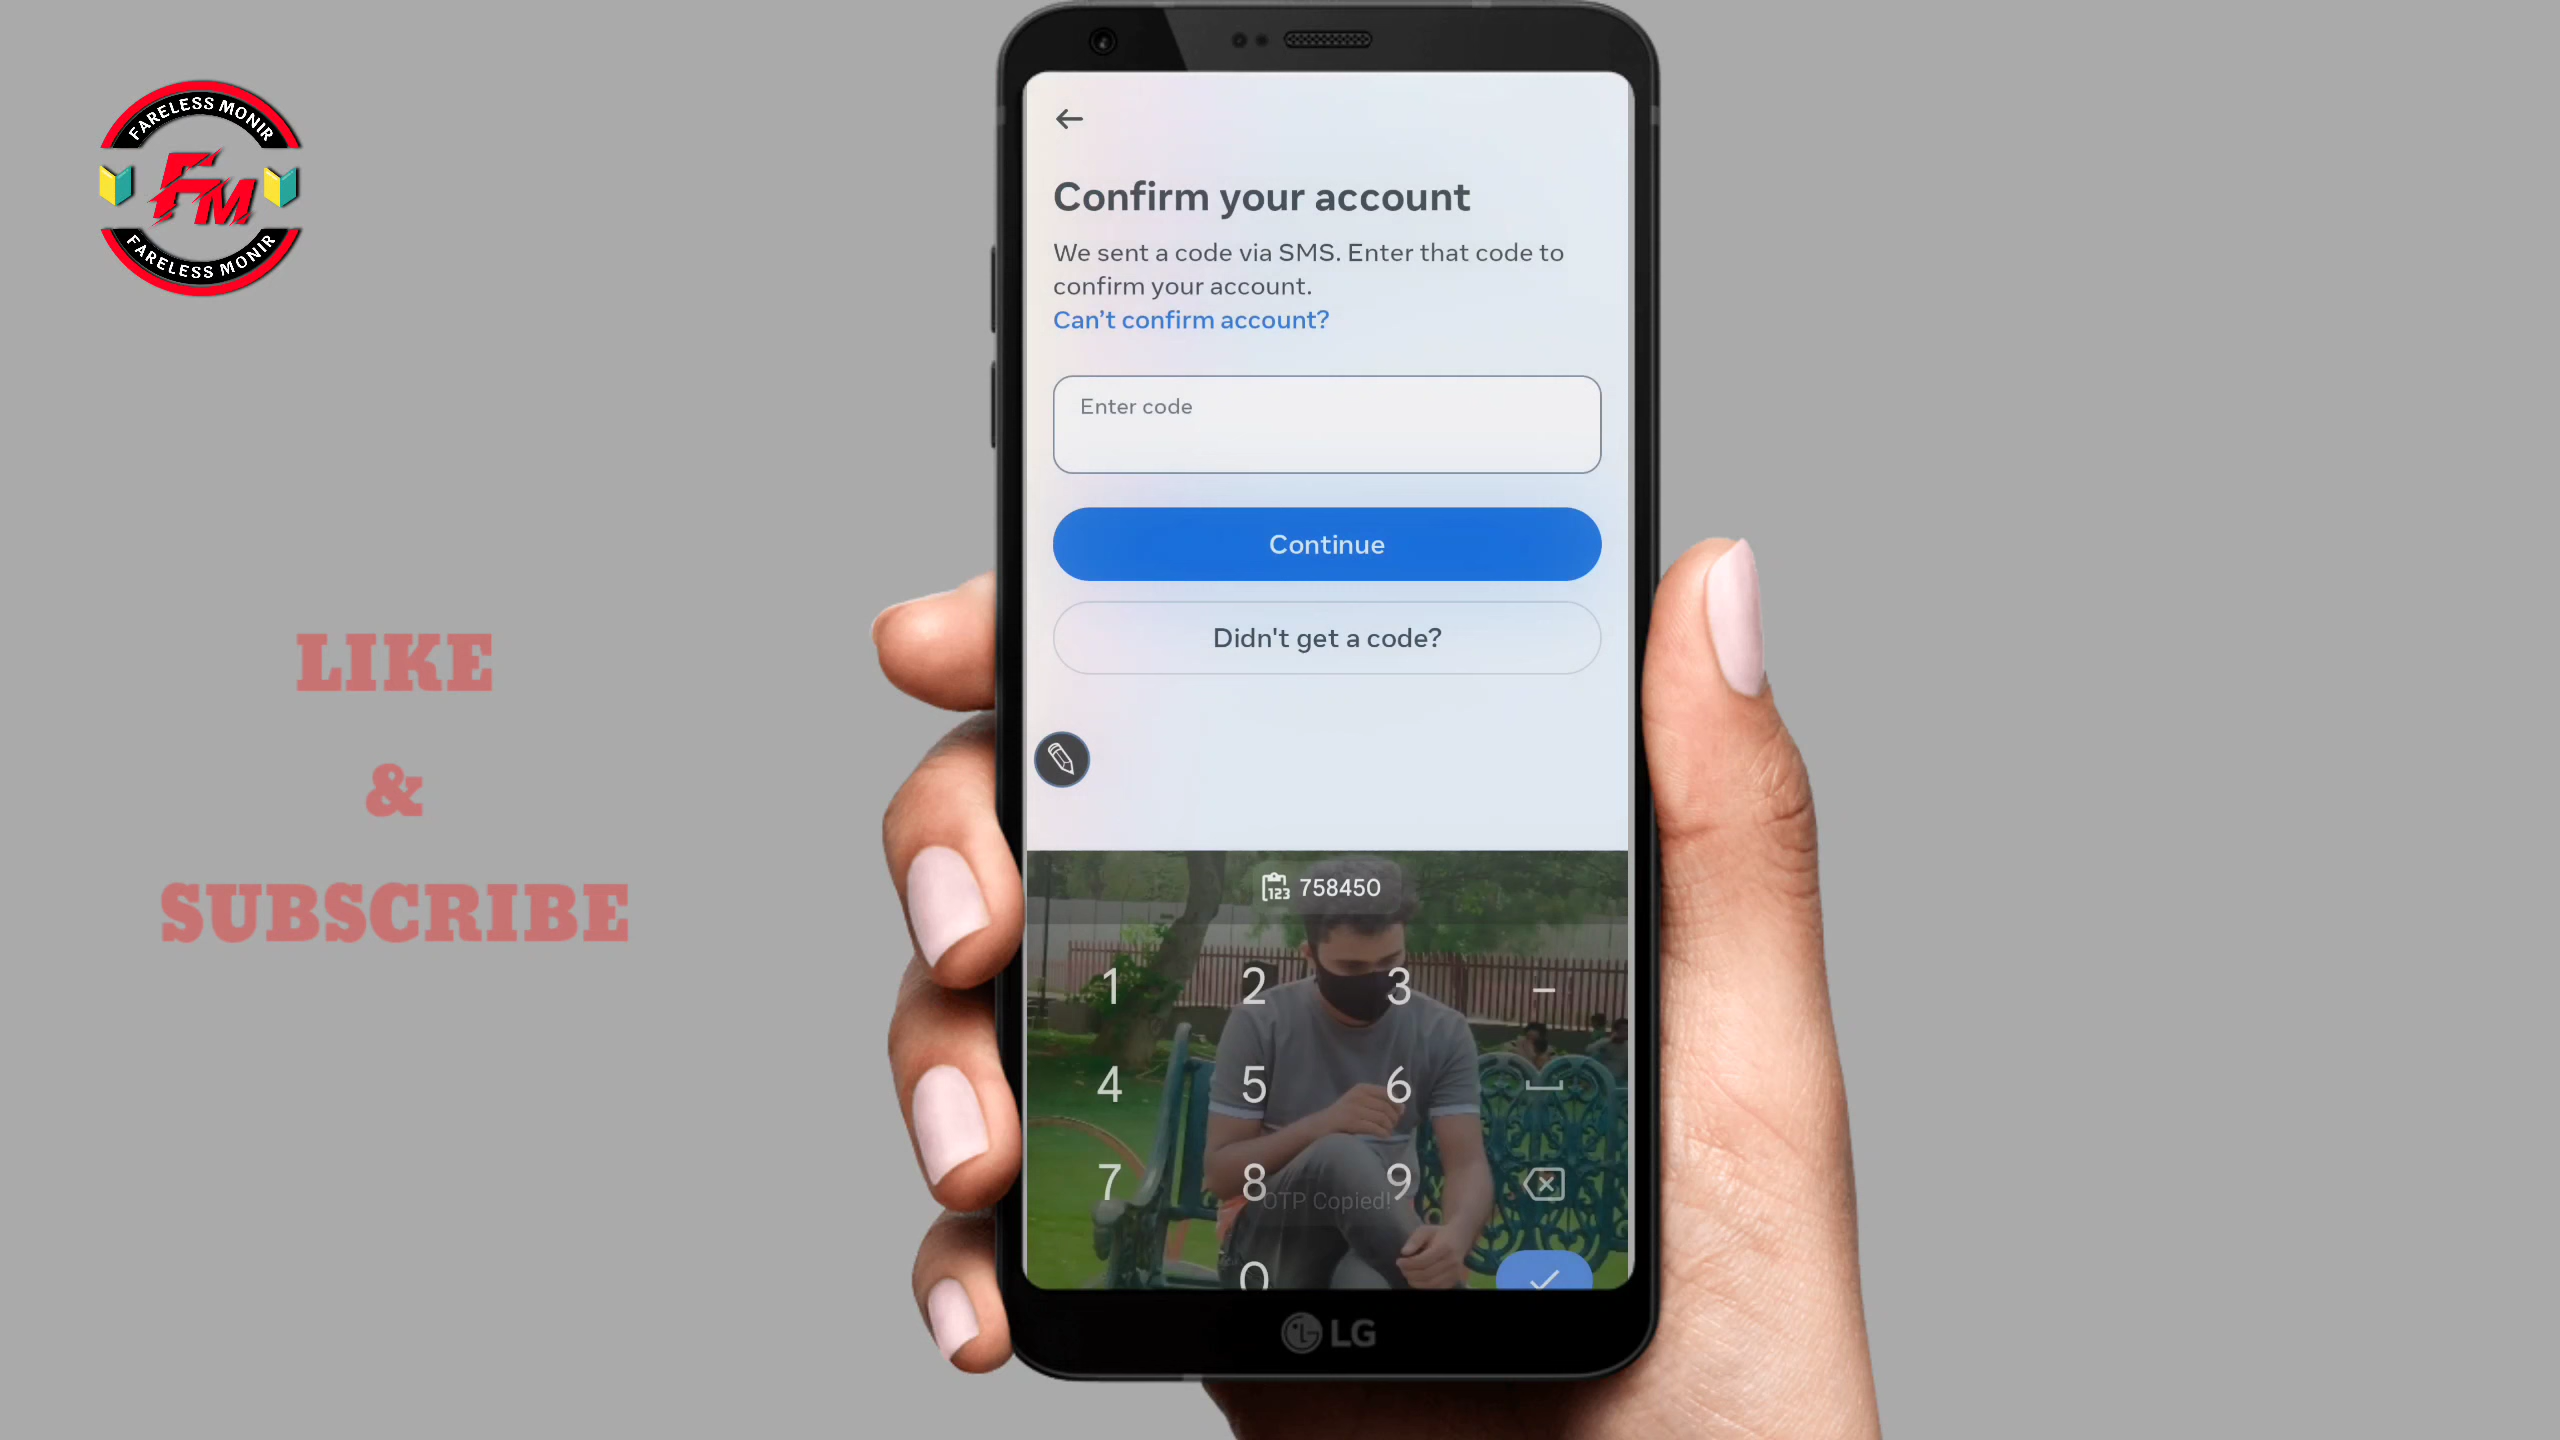 FARELESS MONIR
FM
FARELESS MONIR
LIKE
&
SUBSCRIBE
Confirm your account
We sent a code via SMS. Enter that code to
confirm your account.
Can't confirm account?
Enter code
Continue
Didn't get a code?
123 758450
1 2 3 –
4 5 6
7 8 9
OTP Copied!
0
LG